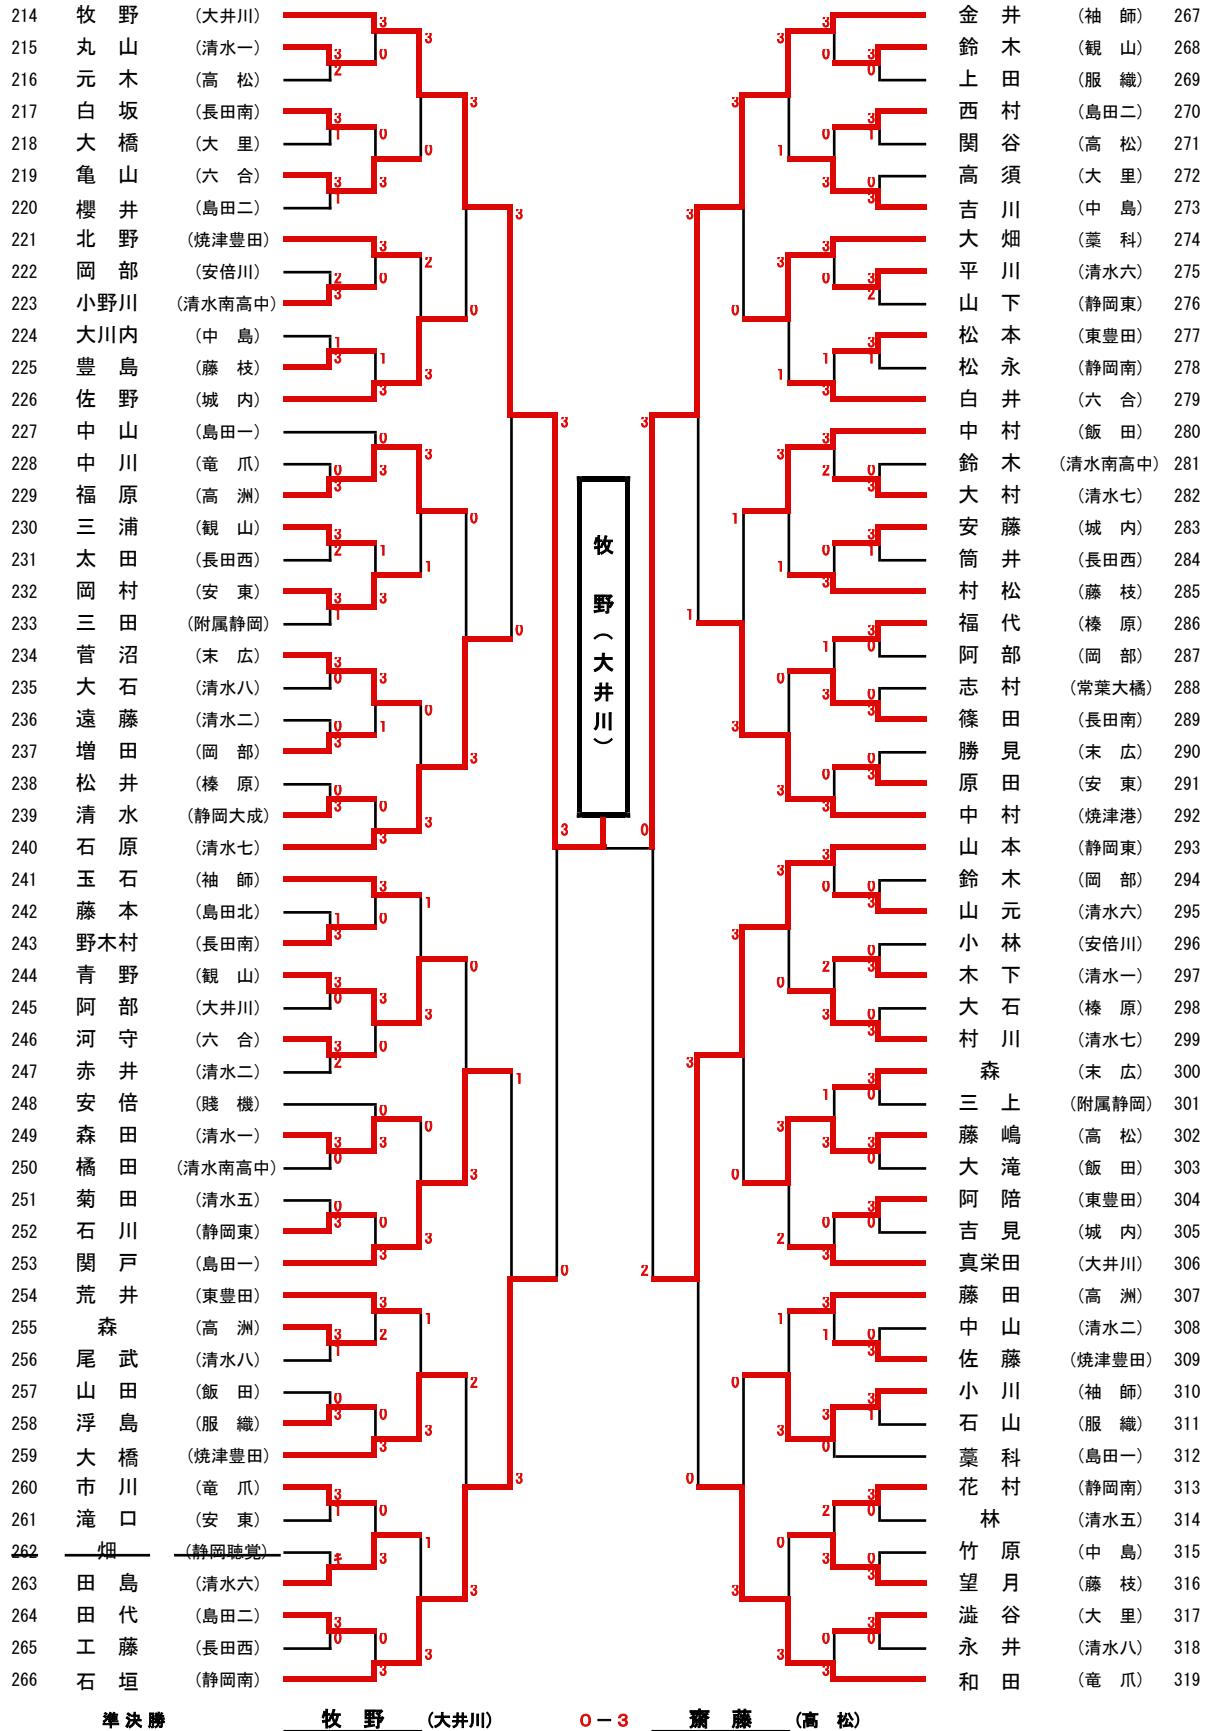 214 牧野 (大井川)
215 丸山 (清水一)
216 元木 (高松)
217 白坂 (長田南)
218 大橋 (大里)
219 亀山 (六合)
220 櫻井 (島田二)
221 北野 (焼津豊田)
222 岡部 (安倍川)
223 小野川 (清水南高中)
224 大川内 (中島)
225 豊島 (藤枝)
226 佐野 (城内)
227 中山 (島田一)
228 中川 (竜爪)
229 福原 (高洲)
230 三浦 (観山)
231 太田 (長田西)
232 岡村 (安東)
233 三田 (附属静岡)
234 菅沼 (末広)
235 大石 (清水八)
236 遠藤 (清水二)
237 増田 (岡部)
238 松井 (榛原)
239 清水 (静岡大成)
240 石原 (清水七)
241 玉石 (袖師)
242 藤本 (島田北)
243 野木村 (長田南)
244 青野 (観山)
245 阿部 (大井川)
246 河守 (六合)
247 赤井 (清水二)
248 安倍 (賤機)
249 森田 (清水一)
250 橘田 (清水南高中)
251 菊田 (清水五)
252 石川 (静岡東)
253 関戸 (島田一)
254 荒井 (東豊田)
255 森 (高洲)
256 尾武 (清水八)
257 山田 (飯田)
258 浮島 (服織)
259 大橋 (焼津豊田)
260 市川 (竜爪)
261 滝口 (安東)
262 畑 (静岡聴覚)
263 田島 (清水六)
264 田代 (島田二)
265 工藤 (長田西)
266 石垣 (静岡南)
牧野(大井川)
3 0
金井 (袖師) 267
鈴木 (観山) 268
上田 (服織) 269
西村 (島田二) 270
関谷 (高松) 271
高須 (大里) 272
吉川 (中島) 273
大畑 (藁科) 274
平川 (清水六) 275
山下 (静岡東) 276
松本 (東豊田) 277
松永 (静岡南) 278
白井 (六合) 279
中村 (飯田) 280
鈴木 (清水南高中) 281
大村 (清水七) 282
安藤 (城内) 283
筒井 (長田西) 284
村松 (藤枝) 285
福代 (榛原) 286
阿部 (岡部) 287
志村 (常葉大橘) 288
篠田 (長田南) 289
勝見 (末広) 290
原田 (安東) 291
中村 (焼津港) 292
山本 (静岡東) 293
鈴木 (岡部) 294
山元 (清水六) 295
小林 (安倍川) 296
木下 (清水一) 297
大石 (榛原) 298
村川 (清水七) 299
森 (末広) 300
三上 (附属静岡) 301
藤嶋 (高松) 302
大滝 (飯田) 303
阿陪 (東豊田) 304
吉見 (城内) 305
真栄田 (大井川) 306
藤田 (高洲) 307
中山 (清水二) 308
佐藤 (焼津豊田) 309
小川 (袖師) 310
石山 (服織) 311
藁科 (島田一) 312
花村 (静岡南) 313
林 (清水五) 314
竹原 (中島) 315
望月 (藤枝) 316
澁谷 (大里) 317
永井 (清水八) 318
和田 (竜爪) 319
準決勝 牧野 (大井川) 0－3 齋藤 (高松)